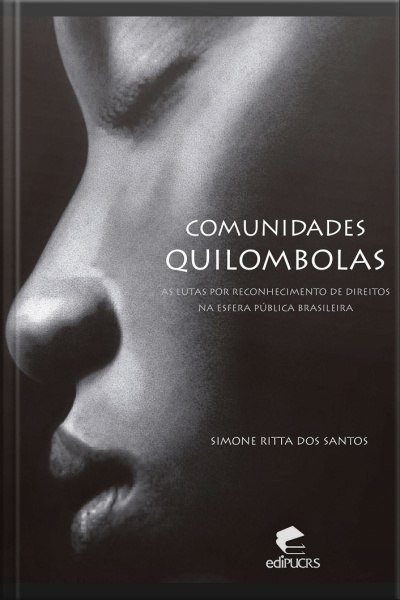 COMUNIDADES
QUILOMBOLAS
AS LUTAS POR RECONHECIMENTO DE DIREITOS
NA ESFERA PÚBLICA BRASILEIRA
SIMONE RITTA DOS SANTOS
ediPUCRS